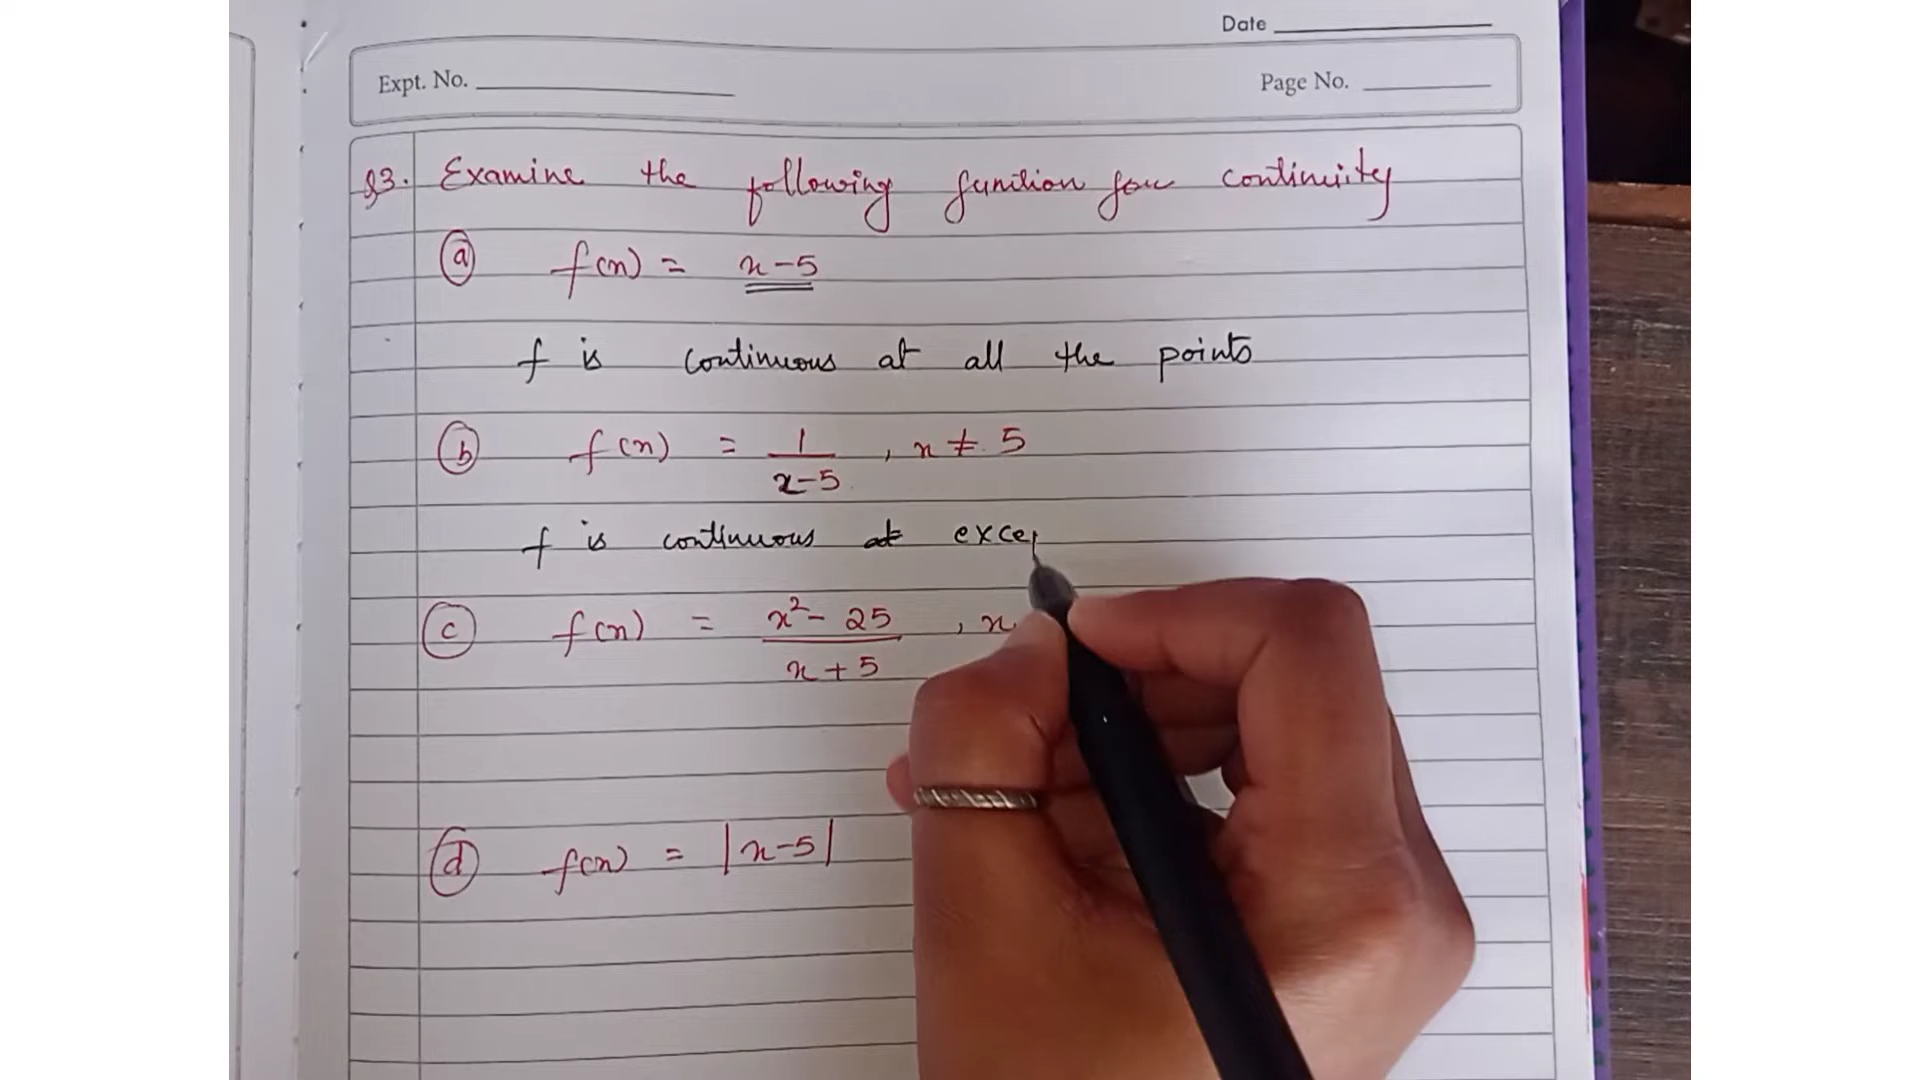 Date
Expt. No.
Page No.
Q3. Examine the following function for continuity
(a) f(x) = x-5
f is continuous at all the points
(b) f(x) = 1/(x-5) , x ≠ 5
f is continuous at excep
(c) f(x) = (x²-25)/(x+5) , x
(d) f(x) = |x-5|